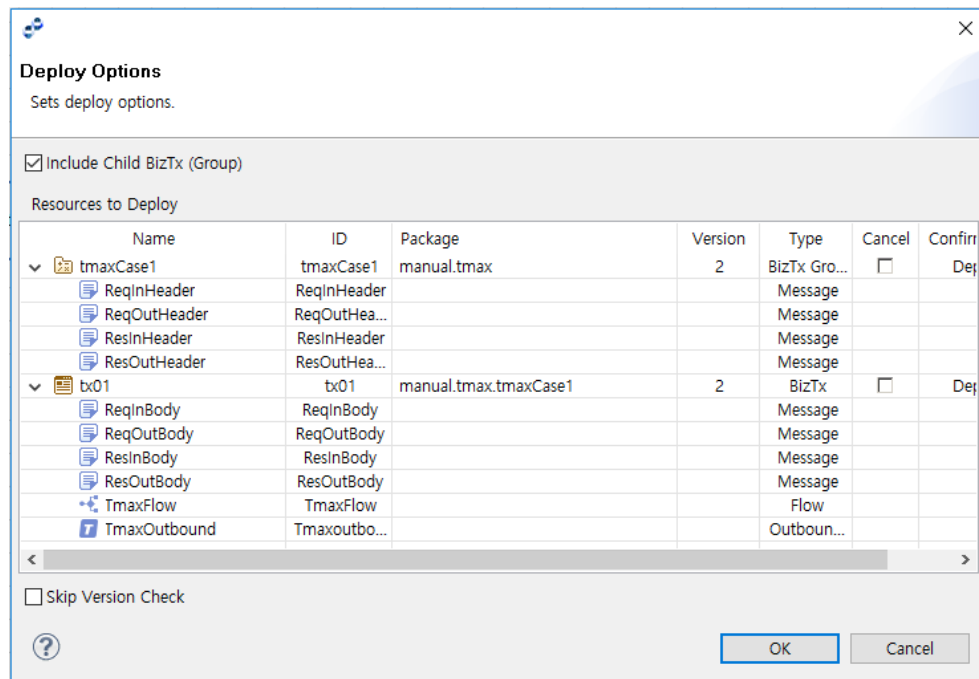 Deploy Options
Sets deploy options.
Include Child BizTx (Group)
Resources to Deploy
Name ID Package Version Type Cancel Confirr
tmaxCase1 tmaxCase1 manual.tmax 2 BizTx Gro... Dep
ReqInHeader ReqInHeader Message
ReqOutHeader ReqOutHea... Message
ResInHeader ResInHeader Message
ResOutHeader ResOutHea... Message
tx01 tx01 manual.tmax.tmaxCase1 2 BizTx Dep
ReqInBody ReqInBody Message
ReqOutBody ReqOutBody Message
ResInBody ResInBody Message
ResOutBody ResOutBody Message
TmaxFlow TmaxFlow Flow
T TmaxOutbound Tmaxoutbo... Outboun...
Skip Version Check
? OK Cancel